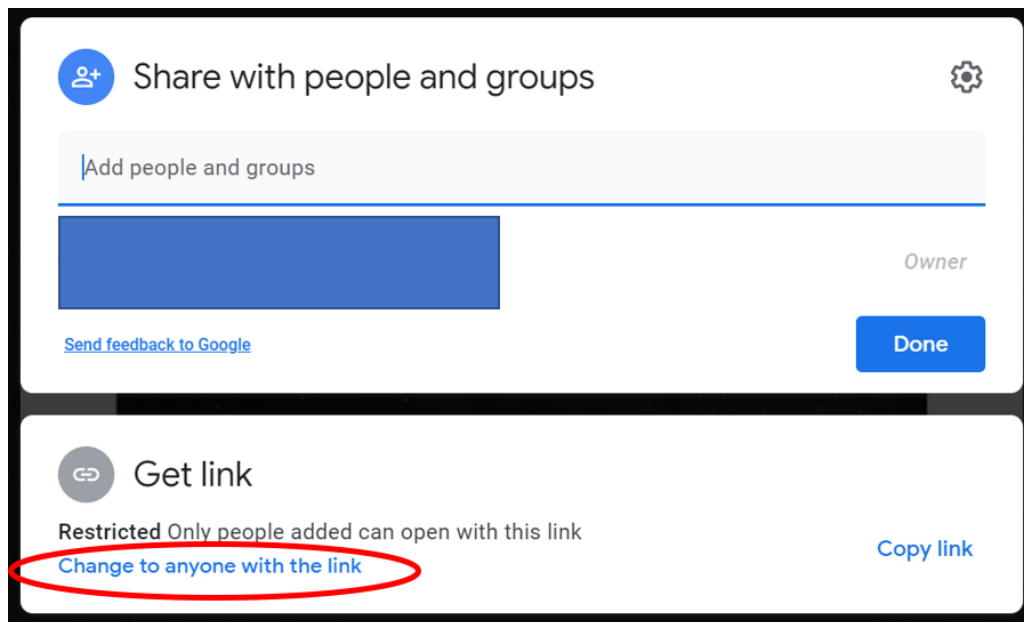 Share with people and groups
Add people and groups
Owner
Send feedback to Google
Done
Get link
Restricted Only people added can open with this link
Change to anyone with the link
Copy link